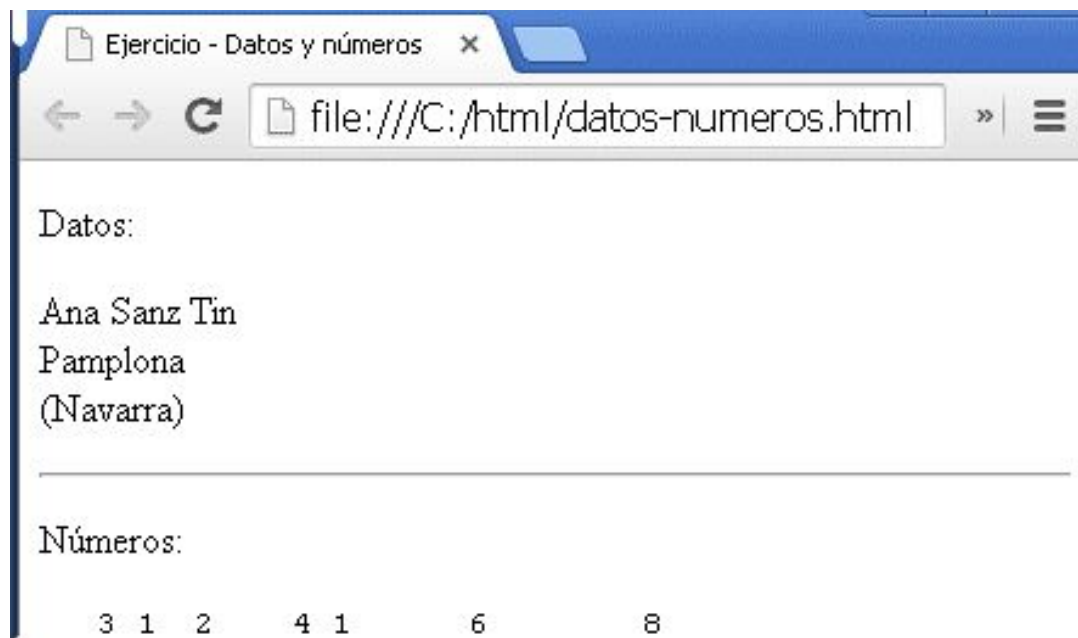 Ejercicio - Datos y números
file:///C:/html/datos-numeros.html
Datos:
Ana Sanz Tin
Pamplona
(Navarra)
Números:
3 1 2 4 1 6 8